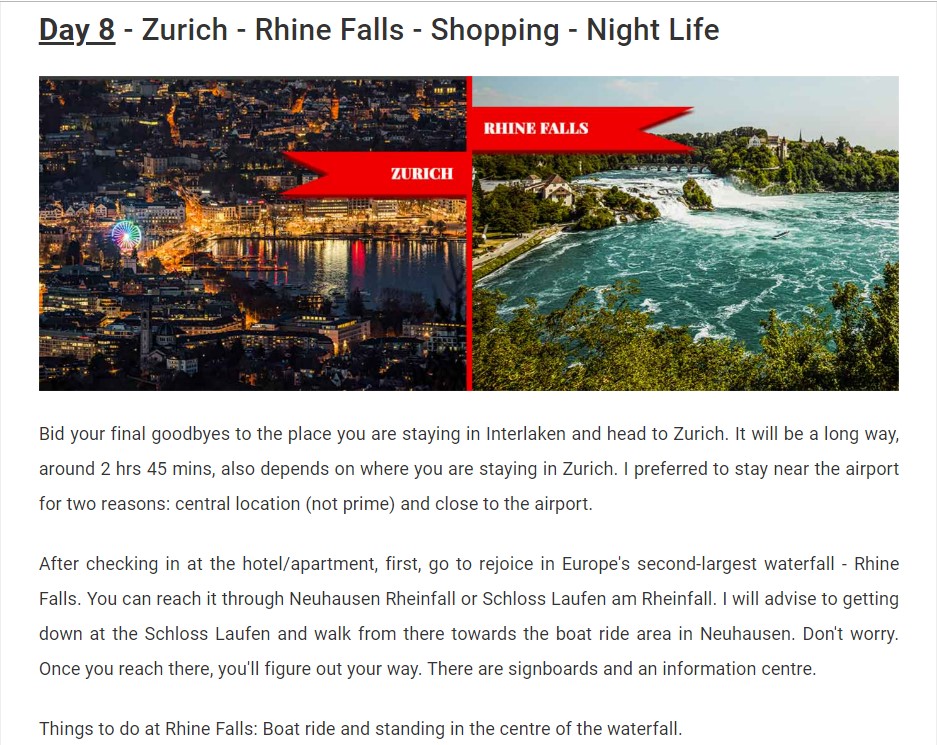 Day 8 - Zurich - Rhine Falls - Shopping - Night Life
RHINE FALLS
ZURICH
Bid your final goodbyes to the place you are staying in Interlaken and head to Zurich. It will be a long way,
around 2 hrs 45 mins, also depends on where you are staying in Zurich. I preferred to stay near the airport
for two reasons: central location (not prime) and close to the airport.
After checking in at the hotel/apartment, first, go to rejoice in Europe's second-largest waterfall - Rhine
Falls. You can reach it through Neuhausen Rheinfall or Schloss Laufen am Rheinfall. I will advise to getting
down at the Schloss Laufen and walk from there towards the boat ride area in Neuhausen. Don't worry.
Once you reach there, you'll figure out your way. There are signboards and an information centre.
Things to do at Rhine Falls: Boat ride and standing in the centre of the waterfall.